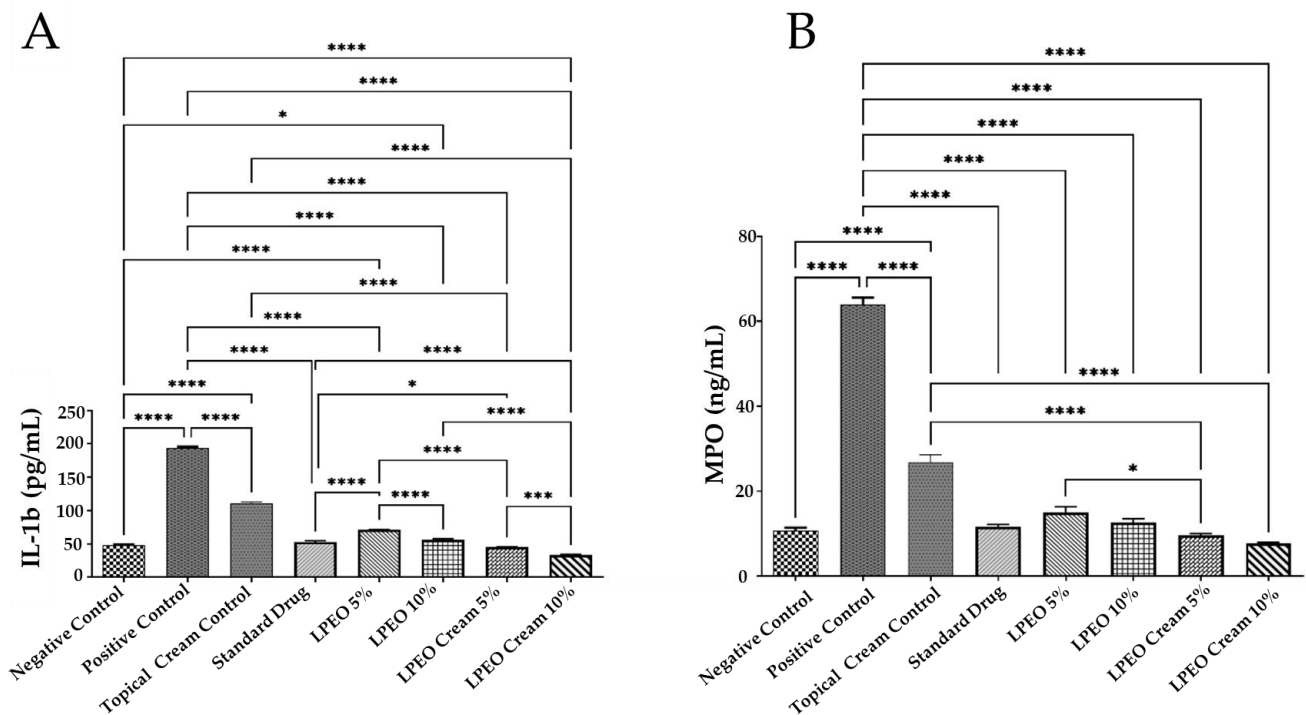 A
****
****
*
****
****
****
****
****
****
**** ****
**** *
**** **** ****
****
**** ***
****
IL-1b (pg/mL)
250
200
150
100
50
0
Negative Control
Positive Control
Topical Cream Control
Standard Drug
LPEO 5%
LPEO 10%
LPEO Cream 5%
LPEO Cream 10%
B
****
****
****
****
****
****
**** ****
****
****
*
MPO (ng/mL)
80
60
40
20
0
Negative Control
Positive Control
Topical Cream Control
Standard Drug
LPEO 5%
LPEO 10%
LPEO Cream 5%
LPEO Cream 10%